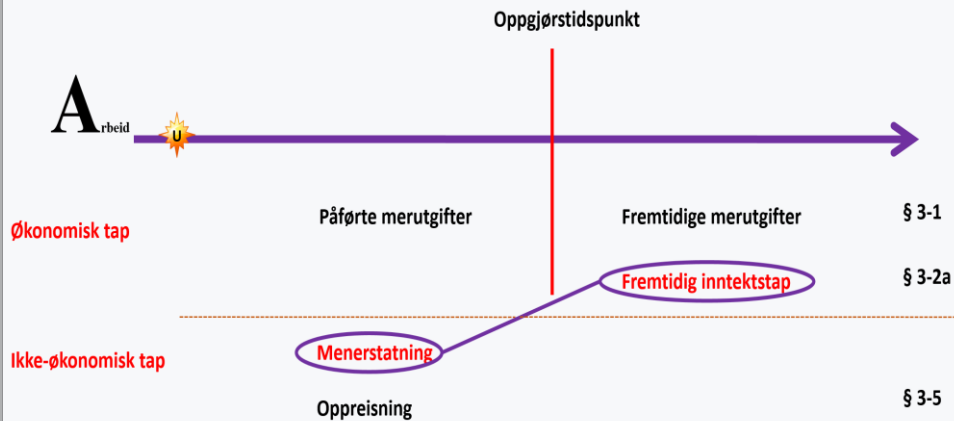 Oppgjørstidspunkt
Arbeid
U
Påførte merutgifter
Fremtidige merutgifter
§ 3-1
Økonomisk tap
Fremtidig inntektstap
§ 3-2a
Menerstatning
Ikke-økonomisk tap
Oppreisning
§ 3-5